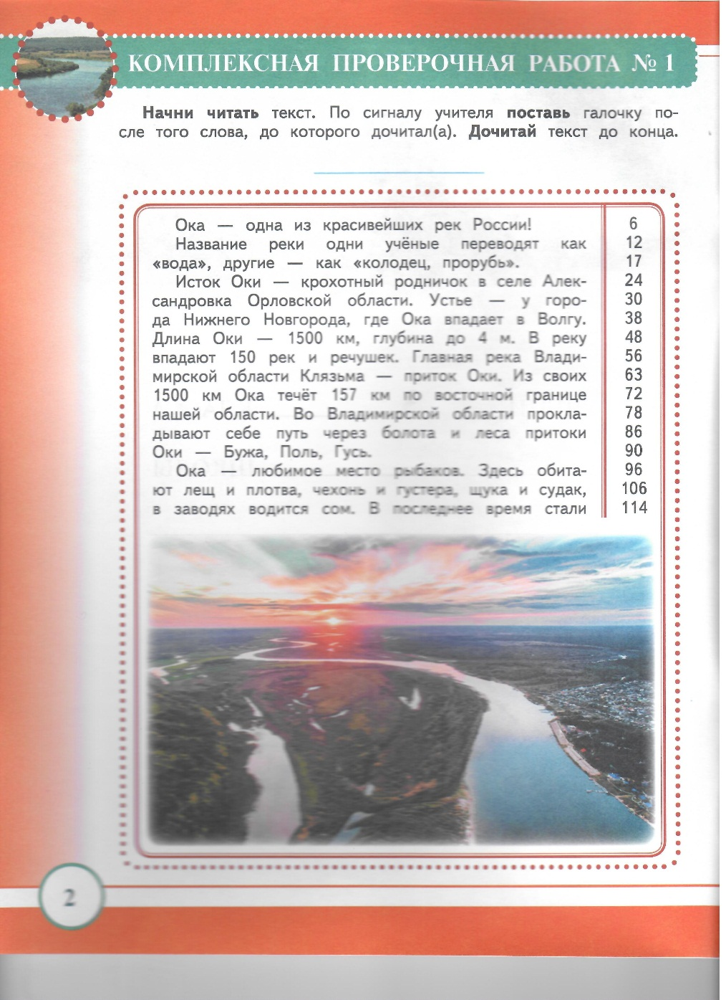 КОМПЛЕКСНАЯ ПРОВЕРОЧНАЯ РАБОТА № 1
Начни читать текст. По сигналу учителя поставь галочку по-
сле того слова, до которого дочитал(а). Дочитай текст до конца.
Ока — одна из красивейших рек России! 6
Название реки одни учёные переводят как 12
«вода», другие — как «колодец, прорубь». 17
Исток Оки — крохотный родничок в селе Алек- 24
сандровка Орловской области. Устье — у горо- 30
да Нижнего Новгорода, где Ока впадает в Волгу. 38
Длина Оки — 1500 км, глубина до 4 м. В реку 48
впадают 150 рек и речушек. Главная река Влади- 56
мирской области Клязьма — приток Оки. Из своих 63
1500 км Ока течёт 157 км по восточной границе 72
нашей области. Во Владимирской области прокла- 78
дывают себе путь через болота и леса притоки 86
Оки — Бужа, Поль, Гусь. 90
Ока — любимое место рыбаков. Здесь обита- 96
ют лещ и плотва, чехонь и густера, щука и судак, 106
в заводях водится сом. В последнее время стали 114
2